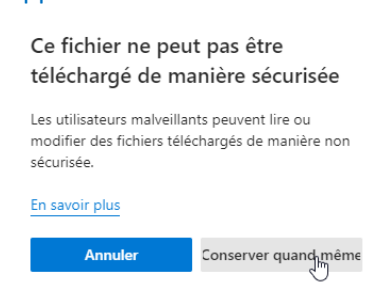 Ce fichier ne peut pas être
téléchargé de manière sécurisée
Les utilisateurs malveillants peuvent lire ou
modifier des fichiers téléchargés de manière non
sécurisée.
En savoir plus
Annuler
Conserver quand même